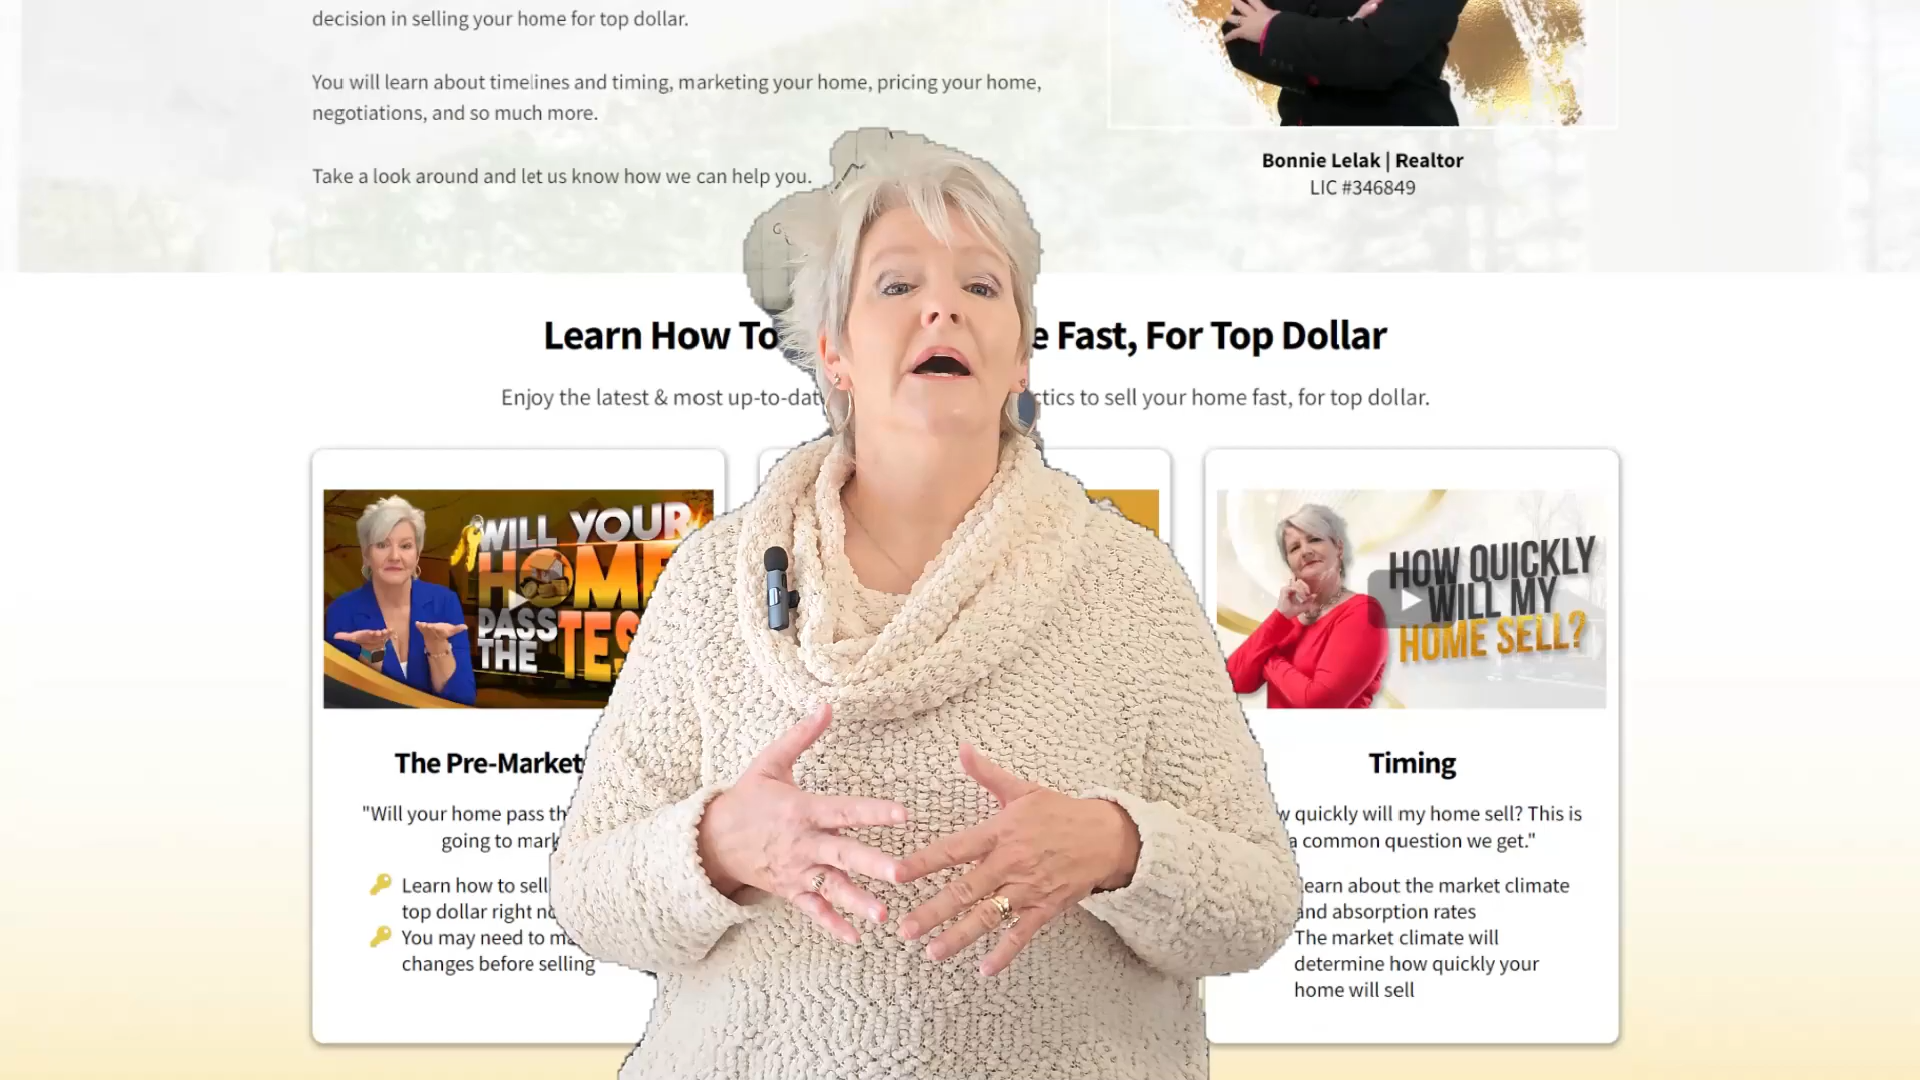 decision in selling your home for top dollar.
You will learn about timelines and timing, marketing your home, pricing your home,
negotiations, and so much more.
Take a look around and let us know how we can help you.
Bonnie Lelak | Realtor
LIC #346849
Learn How To Fast, For Top Dollar
Enjoy the latest & most up-to-dat to sell your home fast, for top dollar.
WILL YOUR
HOME
PASS
THE
HOW QUICKLY
WILL MY
HOME SELL?
The Pre-Market
"Will your home pass
going to
Learn how to sell
top dollar right
You may need to
changes before selling
Timing
quickly will my home sell? This is
a common question we get."
earn about the market climate
and absorption rates
The market climate will
determine how quickly your
home will sell